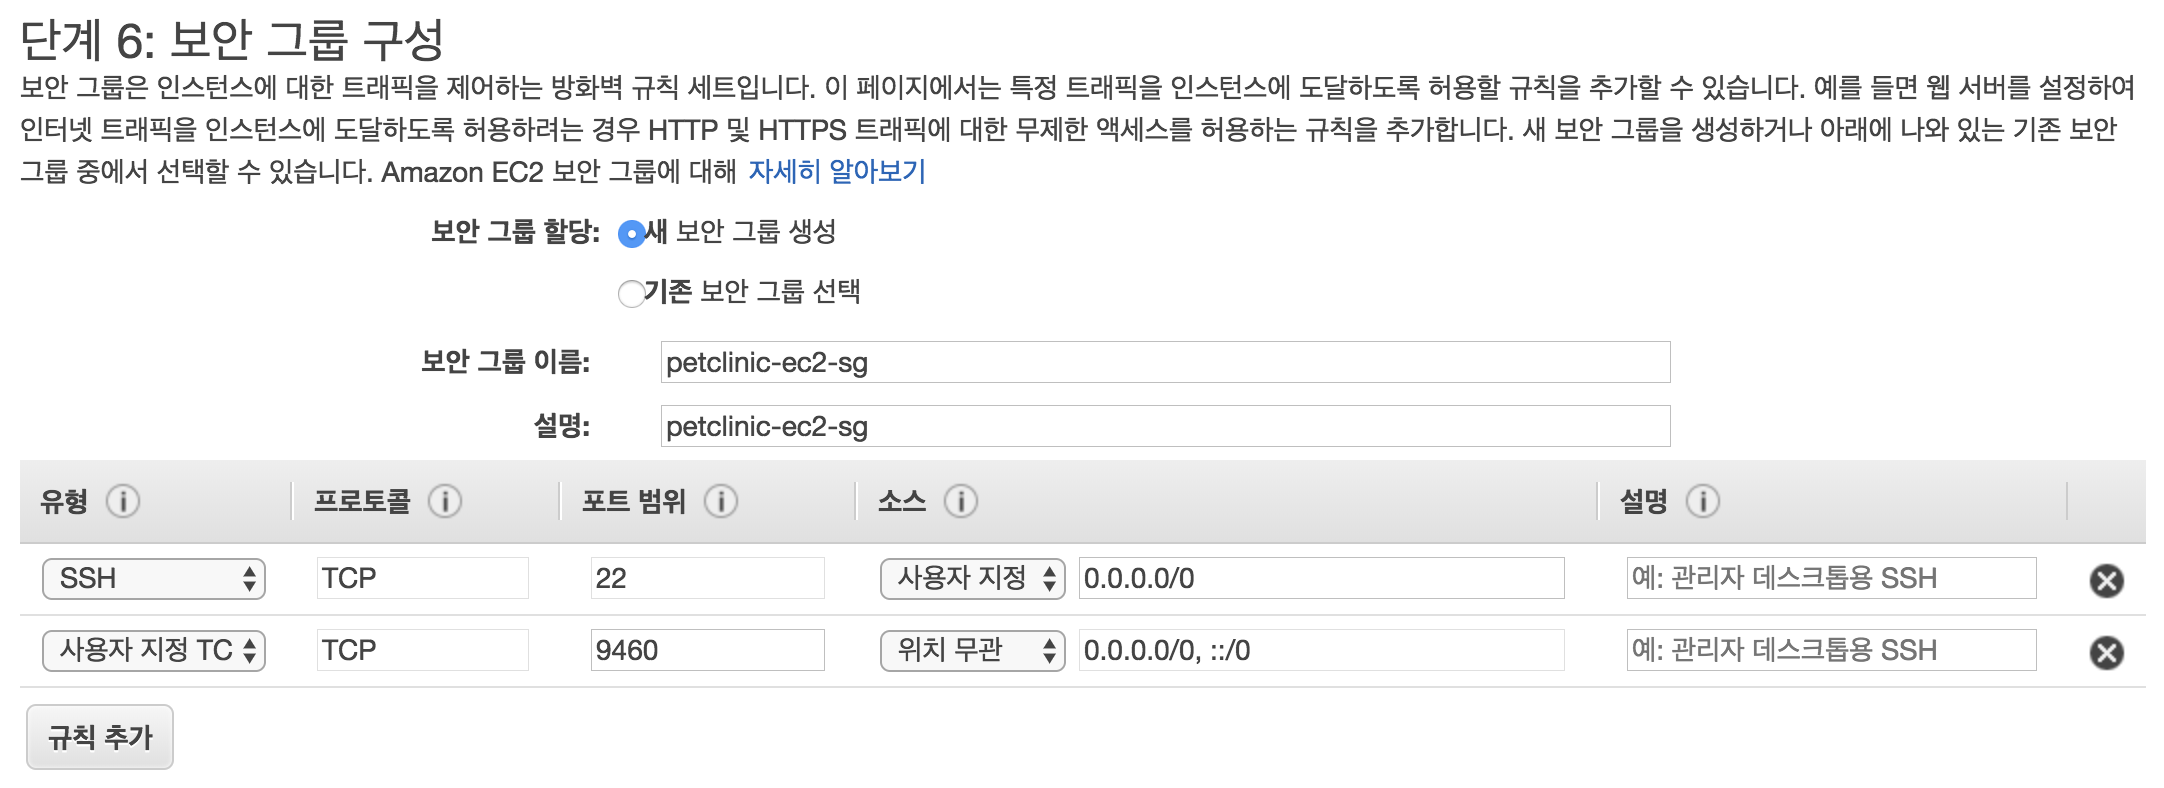 단계 6: 보안 그룹 구성
보안 그룹은 인스턴스에 대한 트래픽을 제어하는 방화벽 규칙 세트입니다. 이 페이지에서는 특정 트래픽을 인스턴스에 도달하도록 허용할 규칙을 추가할 수 있습니다. 예를 들면 웹 서버를 설정하여
인터넷 트래픽을 인스턴스에 도달하도록 허용하려는 경우 HTTP 및 HTTPS 트래픽에 대한 무제한 액세스를 허용하는 규칙을 추가합니다. 새 보안 그룹을 생성하거나 아래에 나와 있는 기존 보안
그룹 중에서 선택할 수 있습니다. Amazon EC2 보안 그룹에 대해 자세히 알아보기
보안 그룹 할당: 새 보안 그룹 생성
기존 보안 그룹 선택
보안 그룹 이름: petclinic-ec2-sg
설명: petclinic-ec2-sg
유형 프로토콜 포트 범위 소스 설명
SSH TCP 22 사용자 지정 0.0.0.0/0 예: 관리자 데스크톱용 SSH
사용자 지정 TC TCP 9460 위치 무관 0.0.0.0/0, ::/0 예: 관리자 데스크톱용 SSH
규칙 추가